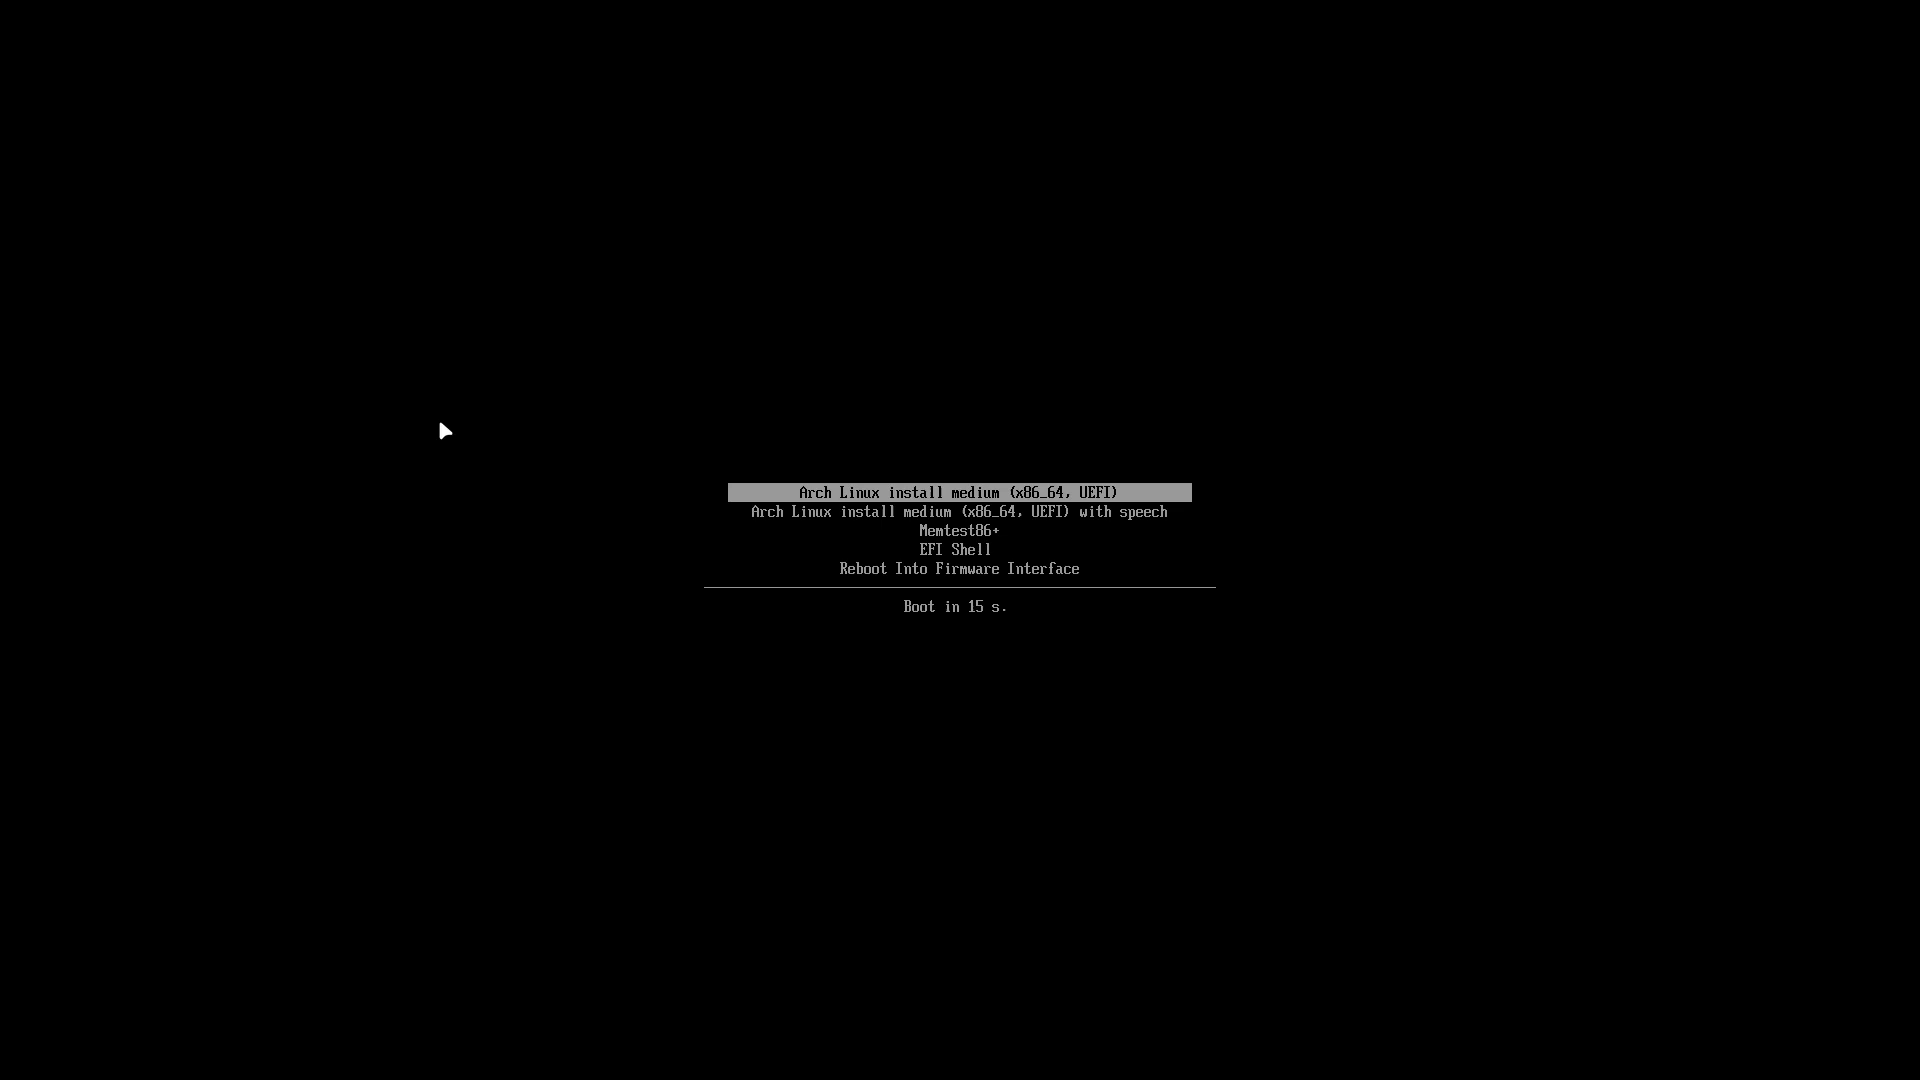 Arch Linux install medium (x86_64, UEFI)
Arch Linux install medium (x86_64, UEFI) with speech
Memtest86+
EFI Shell
Reboot Into Firmware Interface
Boot in 15 s.